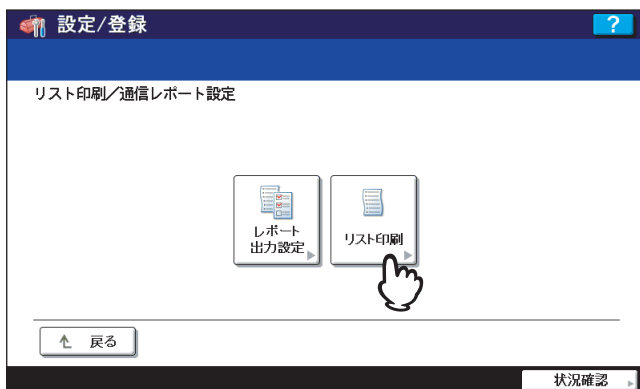 設定/登録
?
リスト印刷/通信レポート設定
レポート
出力設定
リスト印刷
戻る
状況確認